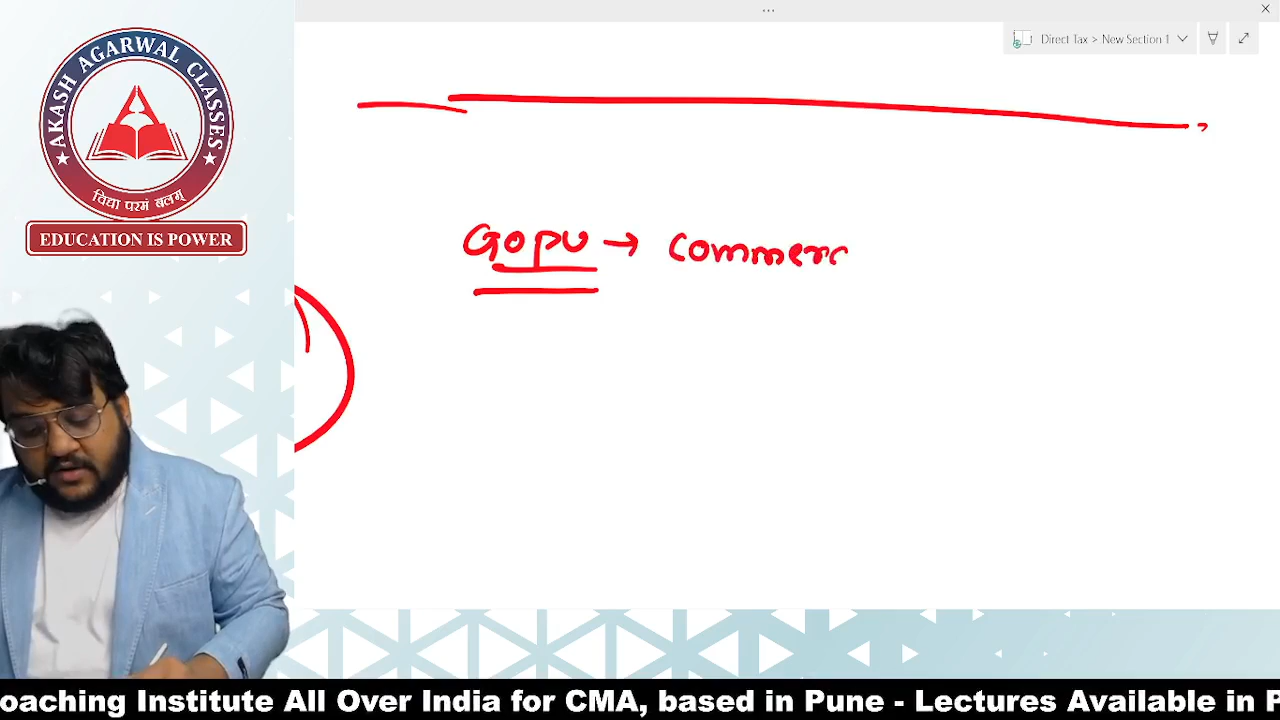 ...
Direct Tax > New Section 1
AKASH AGARWAL CLASSES
विद्या परमं बलम्
EDUCATION IS POWER
Gopu → Commerc
oaching Institute All Over India for CMA, based in Pune - Lectures Available in